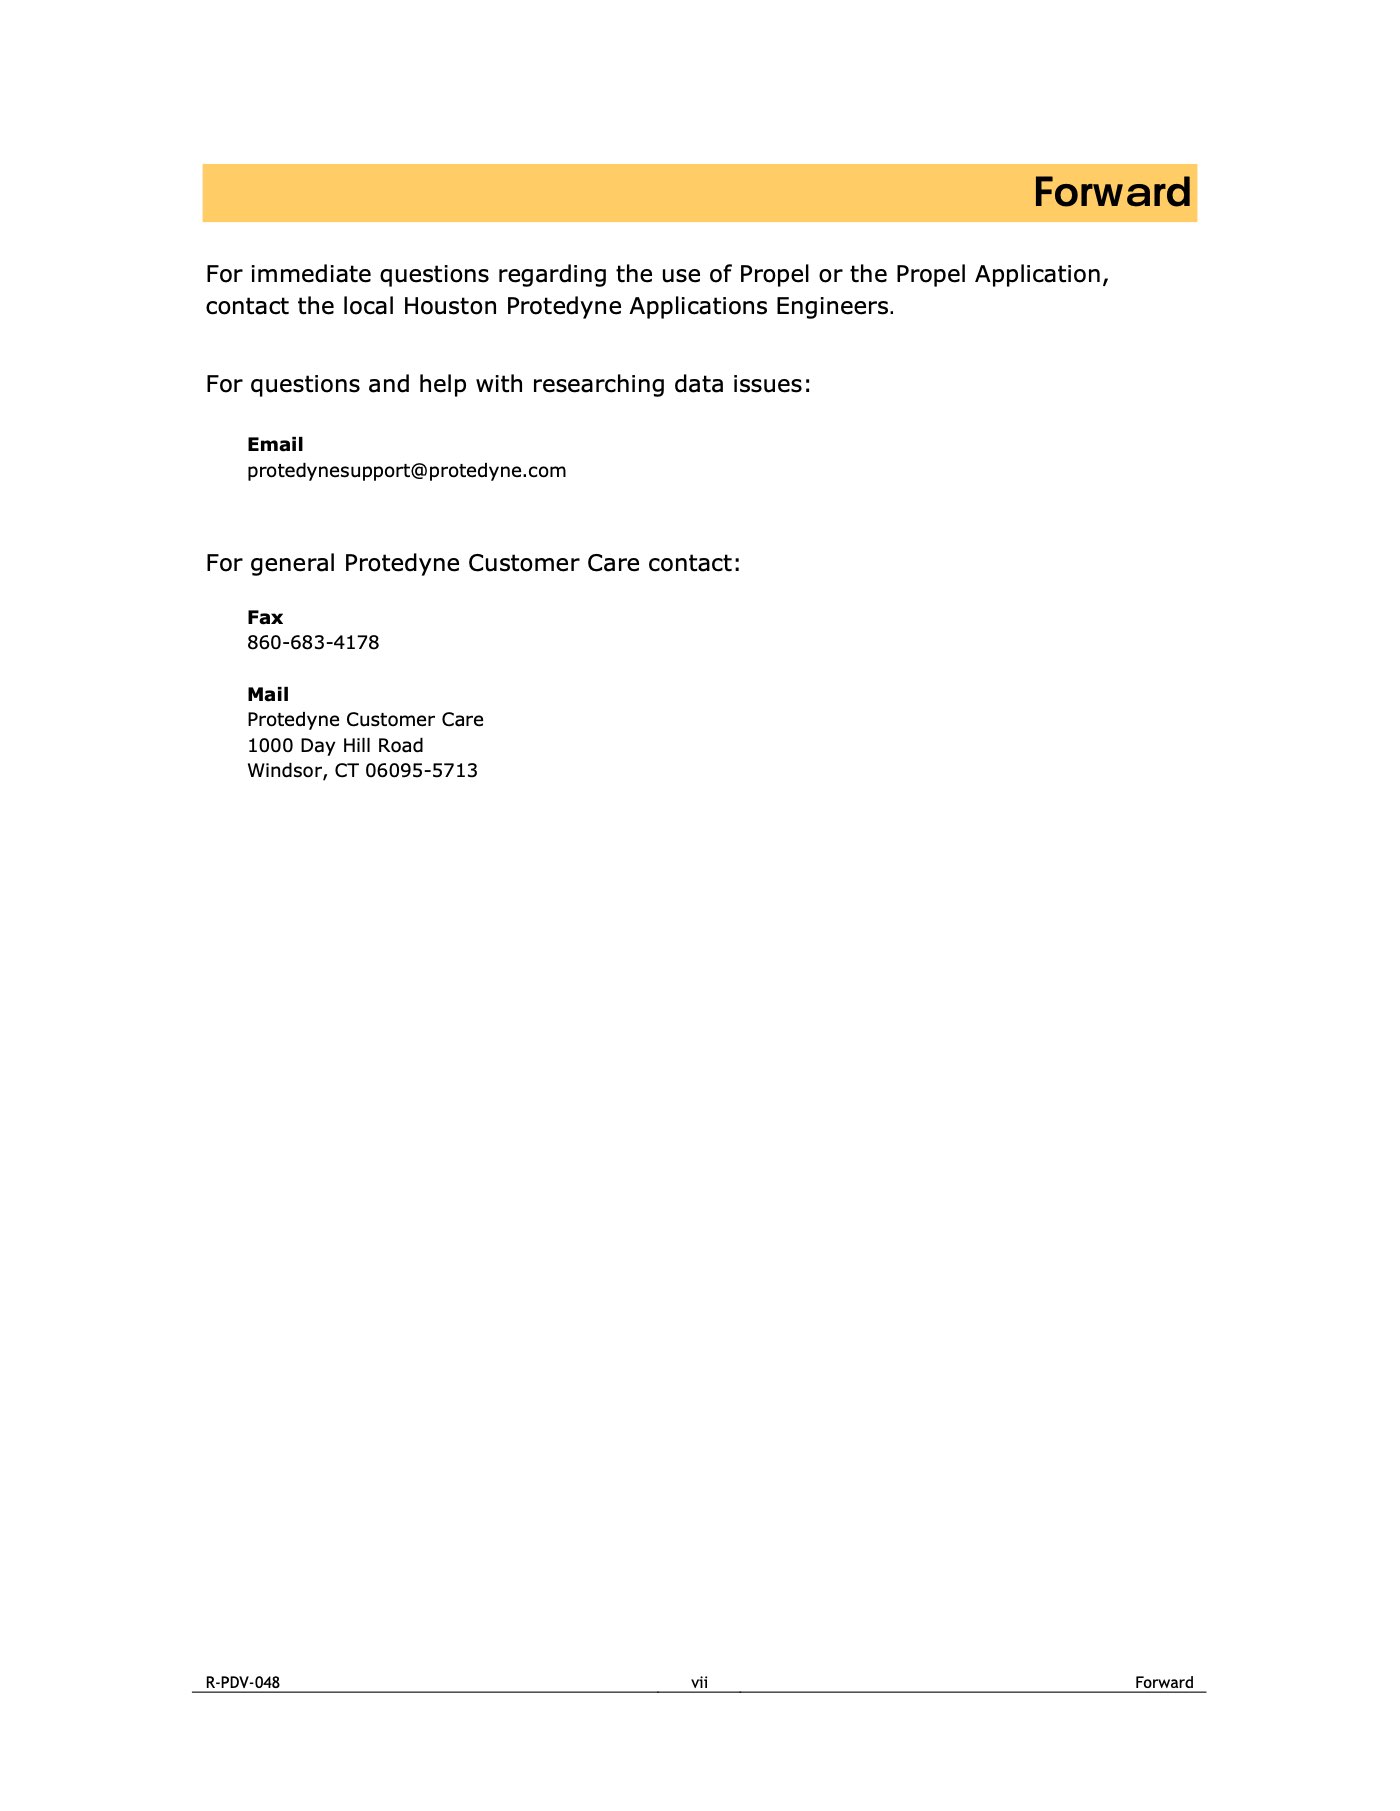 Forward
For immediate questions regarding the use of Propel or the Propel Application,
contact the local Houston Protedyne Applications Engineers.
For questions and help with researching data issues:
Email
protedynesupport@protedyne.com
For general Protedyne Customer Care contact:
Fax
860-683-4178
Mail
Protedyne Customer Care
1000 Day Hill Road
Windsor, CT 06095-5713
R-PDV-048 vii Forward